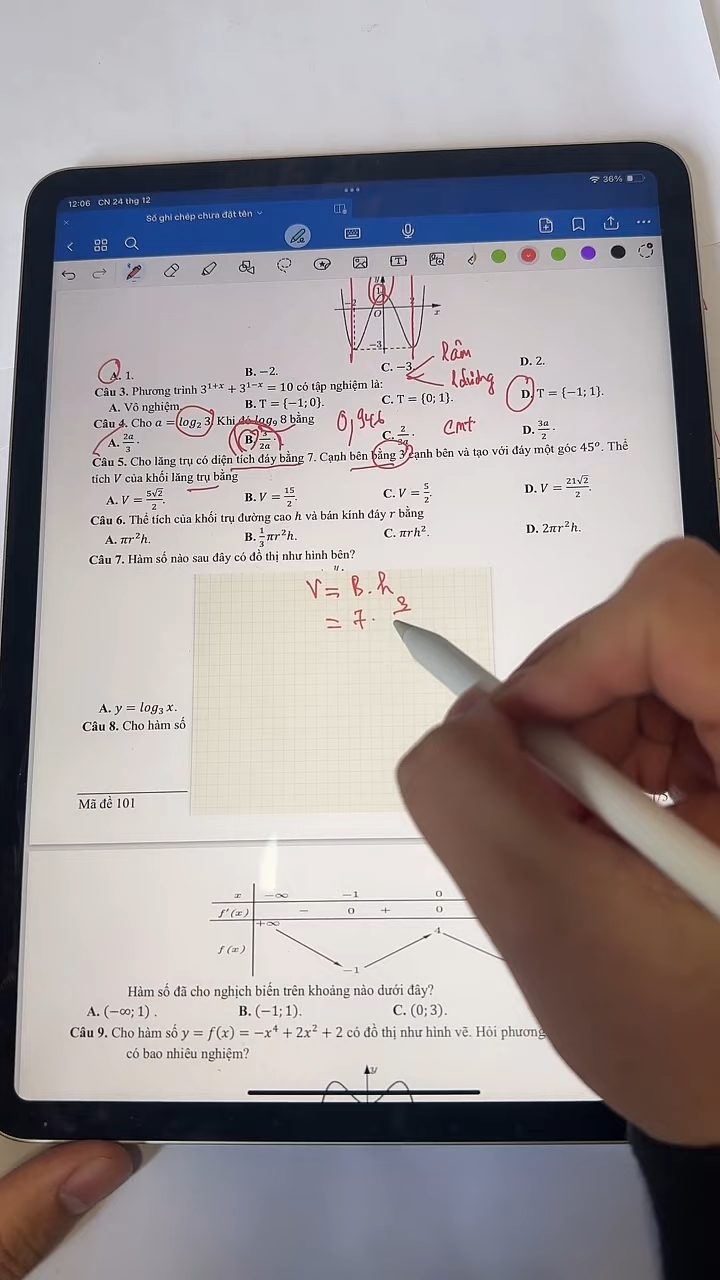 12:06 CN 24 thg 12
36%
Sổ ghi chép chưa đặt tên
y
1
-2
2
O
x
-3
A. 1. B. −2. C. −3 D. 2.
Câu 3. Phương trình 3^{1+x} + 3^{1−x} = 10 có tập nghiệm là:
A. Vô nghiệm B. T = {−1; 0}. C. T = {0; 1}. D. T = {−1; 1}.
Câu 4. Cho a = log₂ 3 Khi đó log₉ 8 bằng
0,946
cmt
A. 2a/3. B. 3/2a. C. 2/3a D. 3a/2.
Câu 5. Cho lăng trụ có diện tích đáy bằng 7. Cạnh bên bằng 3 cạnh bên và tạo với đáy một góc 45°. Thể
tích V của khối lăng trụ bằng
A. V = 5√2/2. B. V = 15/2. C. V = 5/2. D. V = 21√2/2.
Câu 6. Thể tích của khối trụ đường cao h và bán kính đáy r bằng
A. πr²h. B. 1/3 πr²h. C. πrh². D. 2πr²h.
Câu 7. Hàm số nào sau đây có đồ thị như hình bên?
V = B.h
= 7. 3
A. y = log₃ x.
Câu 8. Cho hàm số
Mã đề 101
x −∞ −1 0
f′(x) − 0 + 0
+∞ 4
f(x)
−1
Hàm số đã cho nghịch biến trên khoảng nào dưới đây?
A. (−∞; 1) . B. (−1; 1). C. (0; 3).
Câu 9. Cho hàm số y = f(x) = −x⁴ + 2x² + 2 có đồ thị như hình vẽ. Hỏi phương
có bao nhiêu nghiệm?
y